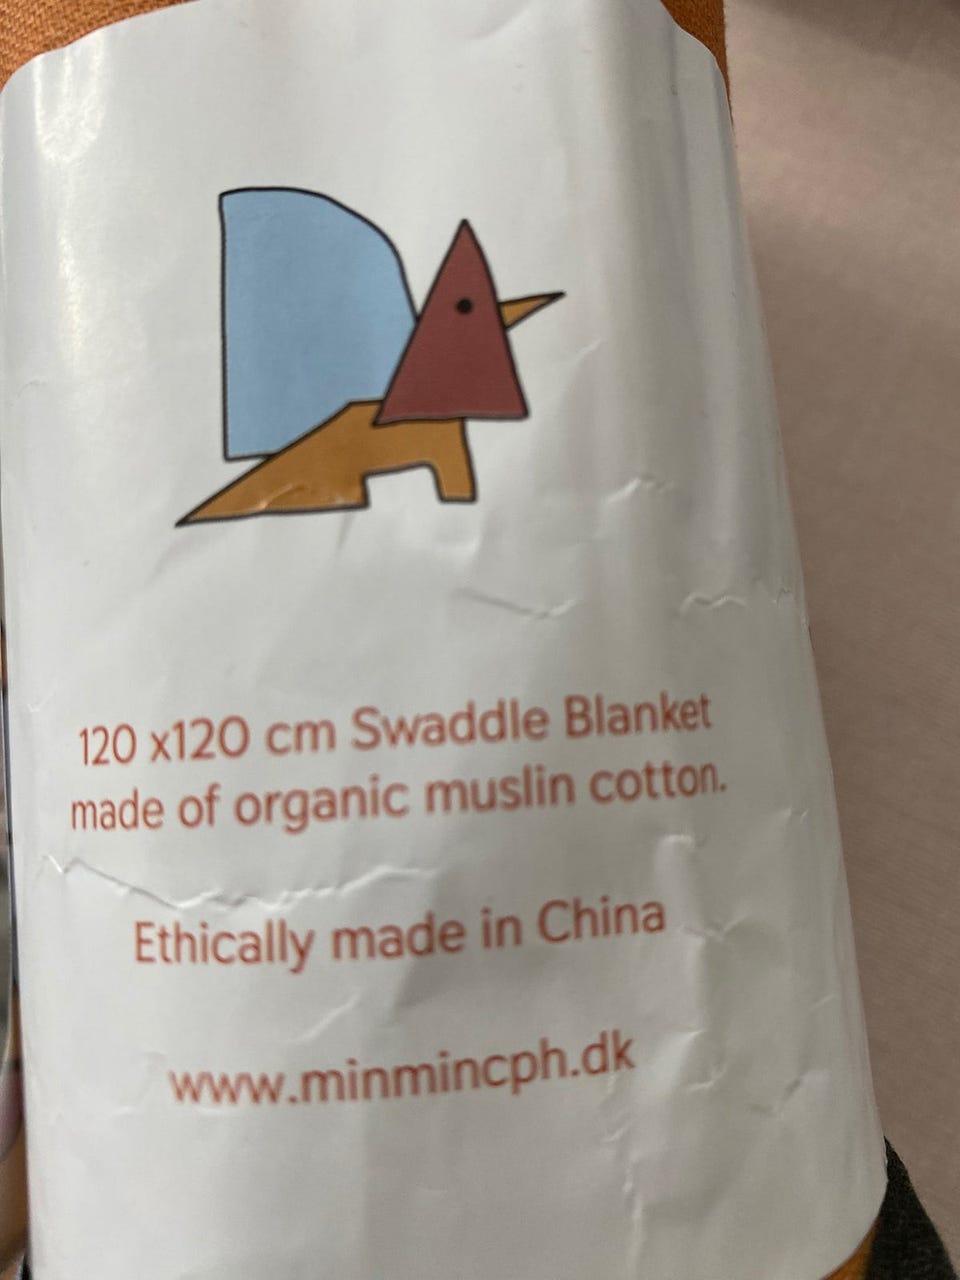 120 x120 cm Swaddle Blanket
made of organic muslin cotton.
Ethically made in China
www.minmincph.dk